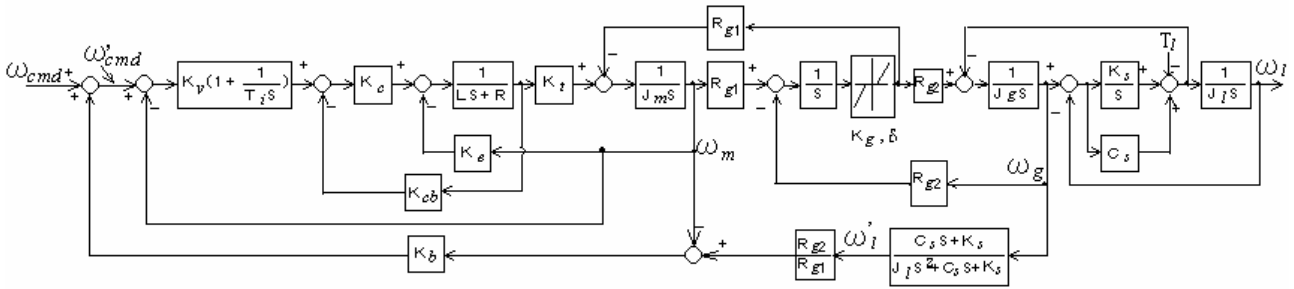 ω_cmd + + ω'_cmd + − K_v(1 + 1/(T_i S)) + − K_c + − 1/(L S + R) K_t + − 1/(J_m S) R_g1 + − 1/S K_g , δ R_g2 + − 1/(J_g S) + − K_s/S + + − T_l 1/(J_l S) ω_l
R_g1
K_e ω_m
C_s
K_cb
R_g2 ω_g
K_b − + R_g2/R_g1 ω'_l (C_s S + K_s)/(J_l S² + C_s S + K_s)